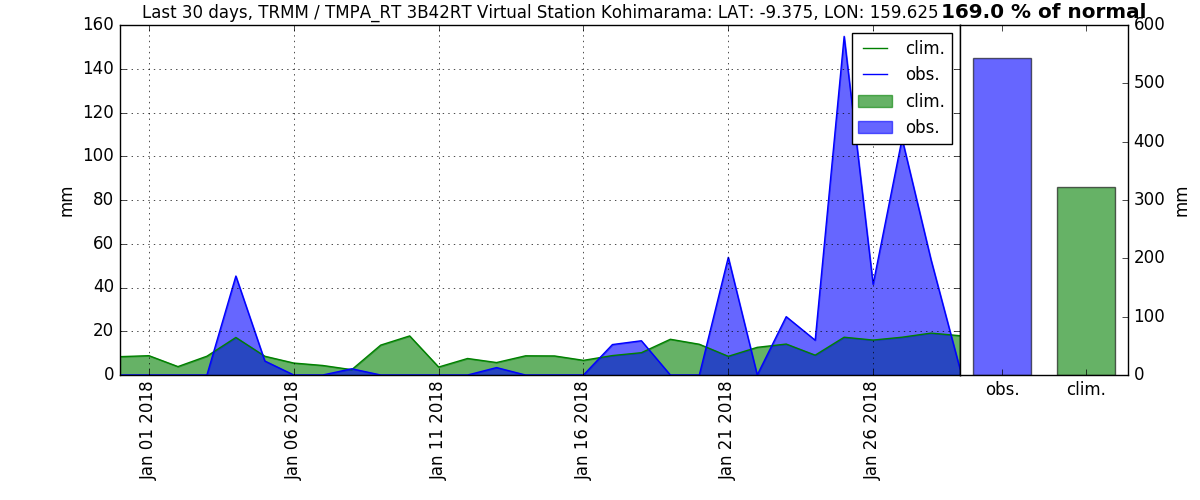 Last 30 days, TRMM / TMPA_RT 3B42RT Virtual Station Kohimarama: LAT: -9.375, LON: 159.625
169.0 % of normal
160
140
120
100
80
60
40
20
0
mm
clim.
obs.
clim.
obs.
Jan 01 2018
Jan 06 2018
Jan 11 2018
Jan 16 2018
Jan 21 2018
Jan 26 2018
600
500
400
300
200
100
0
mm
obs.
clim.